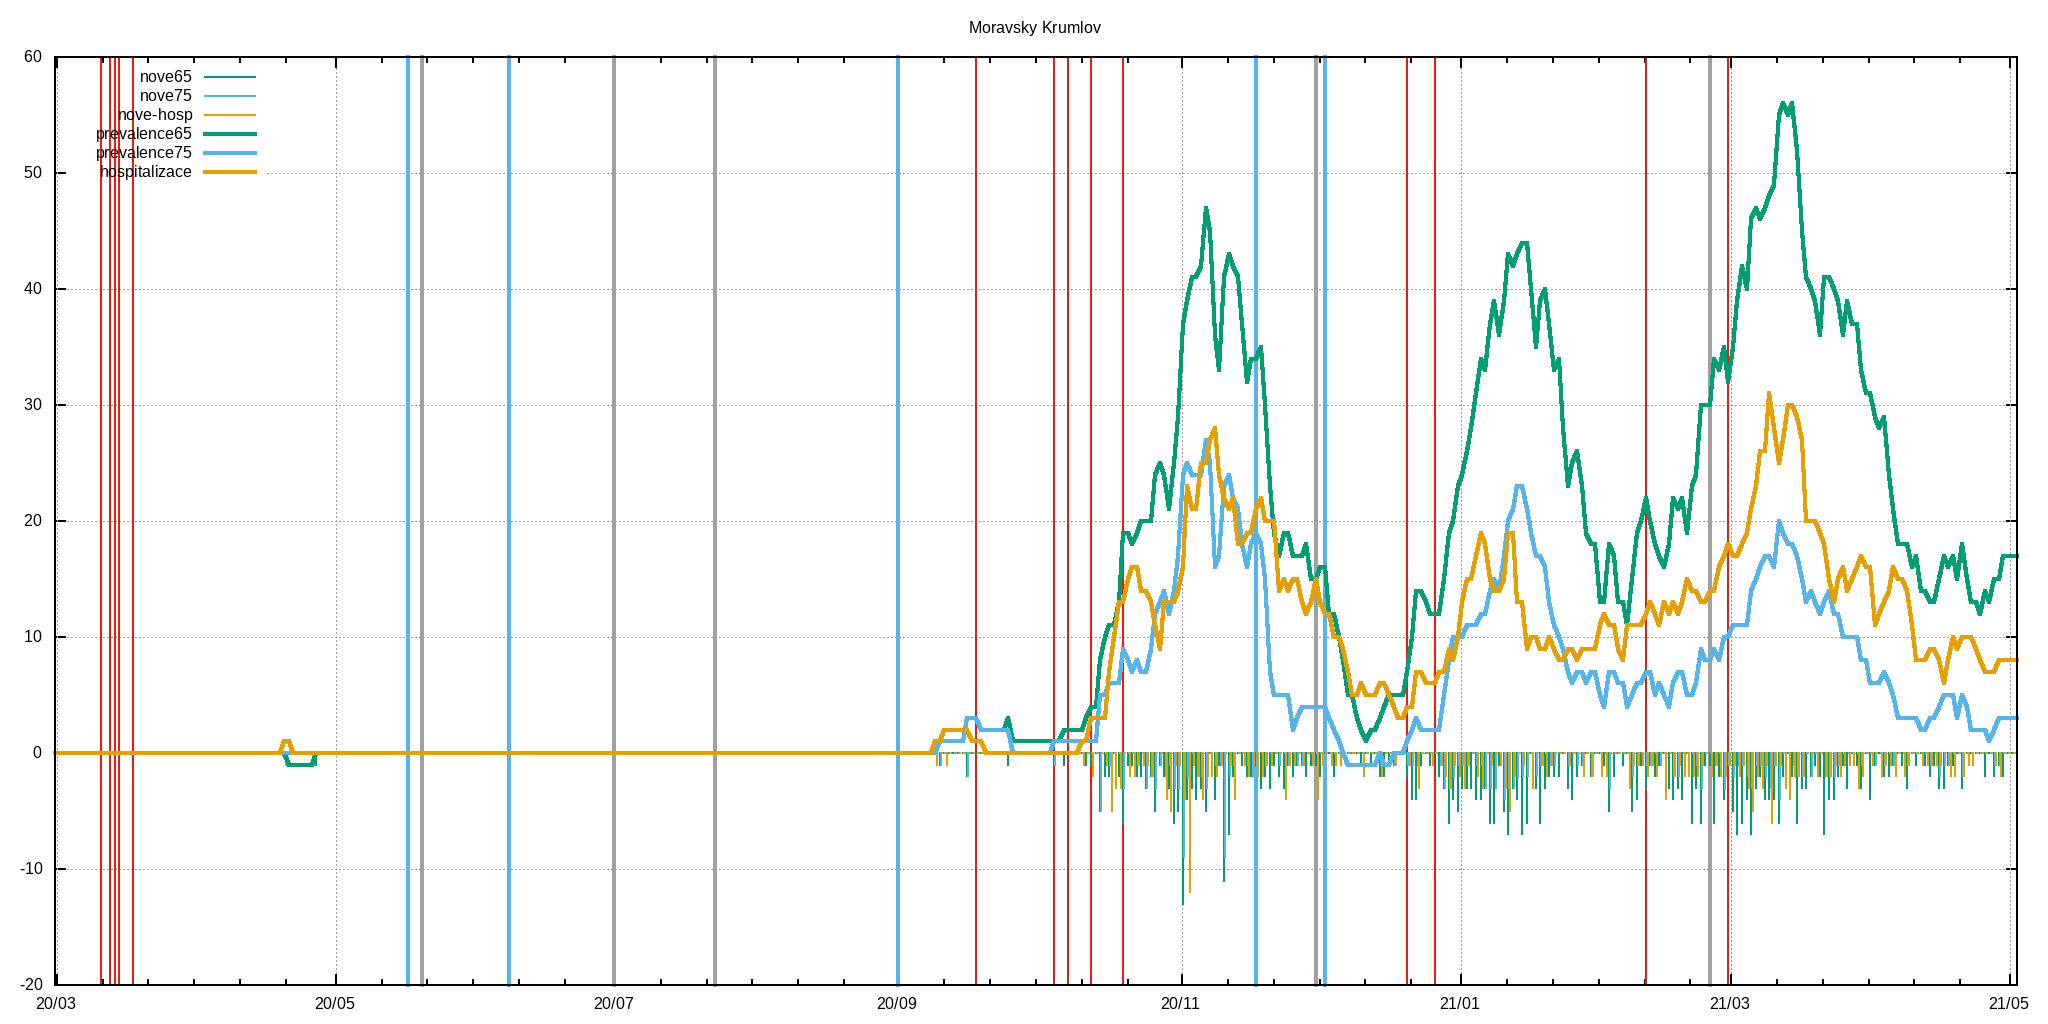 Moravsky Krumlov
60
50
40
30
20
10
0
-10
-20
nove65
nove75
nove-hosp
prevalence65
prevalence75
hospitalizace
20/03 20/05 20/07 20/09 20/11 21/01 21/03 21/05